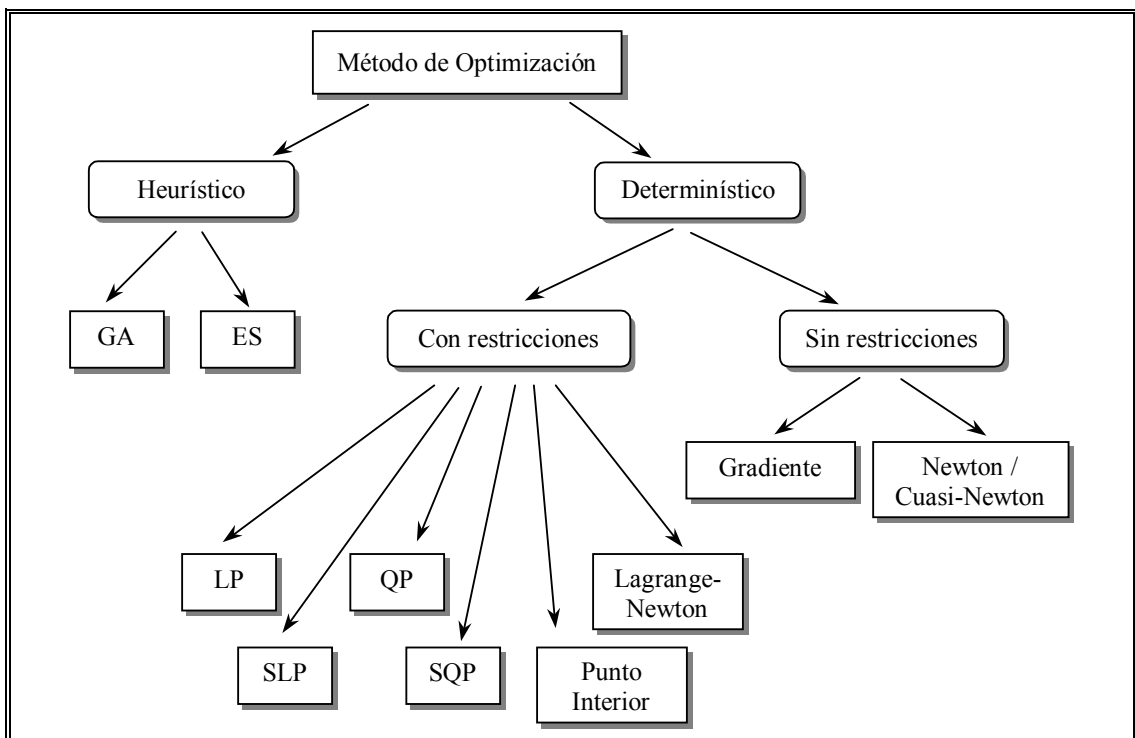 Método de Optimización
Heurístico
Determinístico
GA
ES
Con restricciones
Sin restricciones
Gradiente
Newton /
Cuasi-Newton
LP
QP
Lagrange-
Newton
SLP
SQP
Punto
Interior